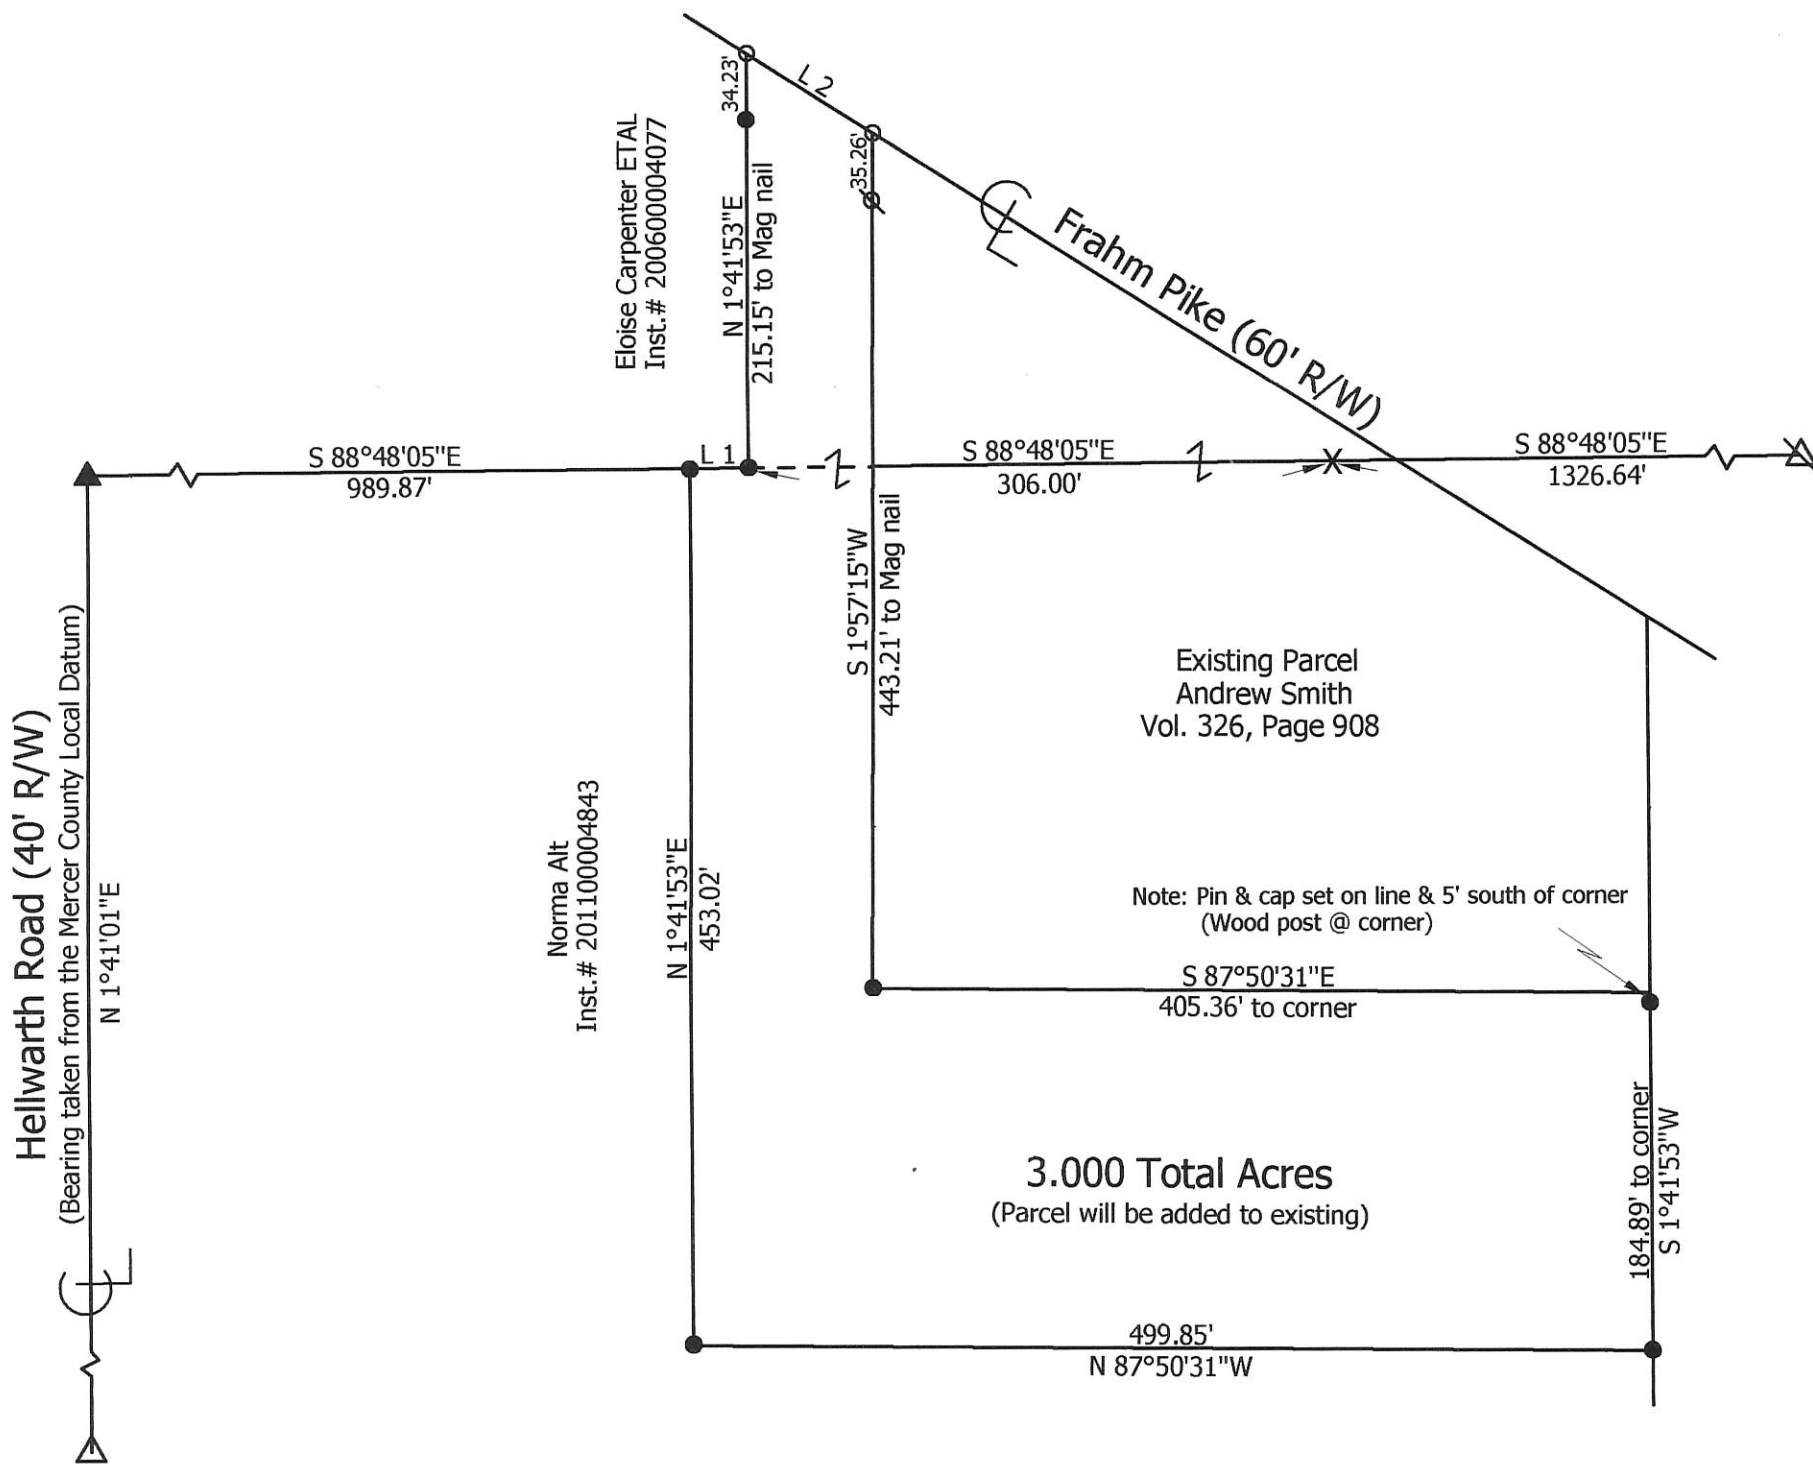 34.23'
L 2
Eloise Carpenter ETAL
Inst.# 200600004077
N 1°41'53"E
215.15' to Mag nail
35.26'
Frahm Pike (60' R/W)
S 88°48'05"E
989.87'
L 1
S 88°48'05"E
306.00'
S 88°48'05"E
1326.64'
S 1°57'15"W
443.21' to Mag nail
Existing Parcel
Andrew Smith
Vol. 326, Page 908
Hellwarth Road (40' R/W)
(Bearing taken from the Mercer County Local Datum)
N 1°41'01"E
Norma Alt
Inst.# 201100004843
N 1°41'53"E
453.02'
Note: Pin & cap set on line & 5' south of corner
(Wood post @ corner)
S 87°50'31"E
405.36' to corner
3.000 Total Acres
(Parcel will be added to existing)
184.89' to corner
S 1°41'53"W
499.85'
N 87°50'31"W